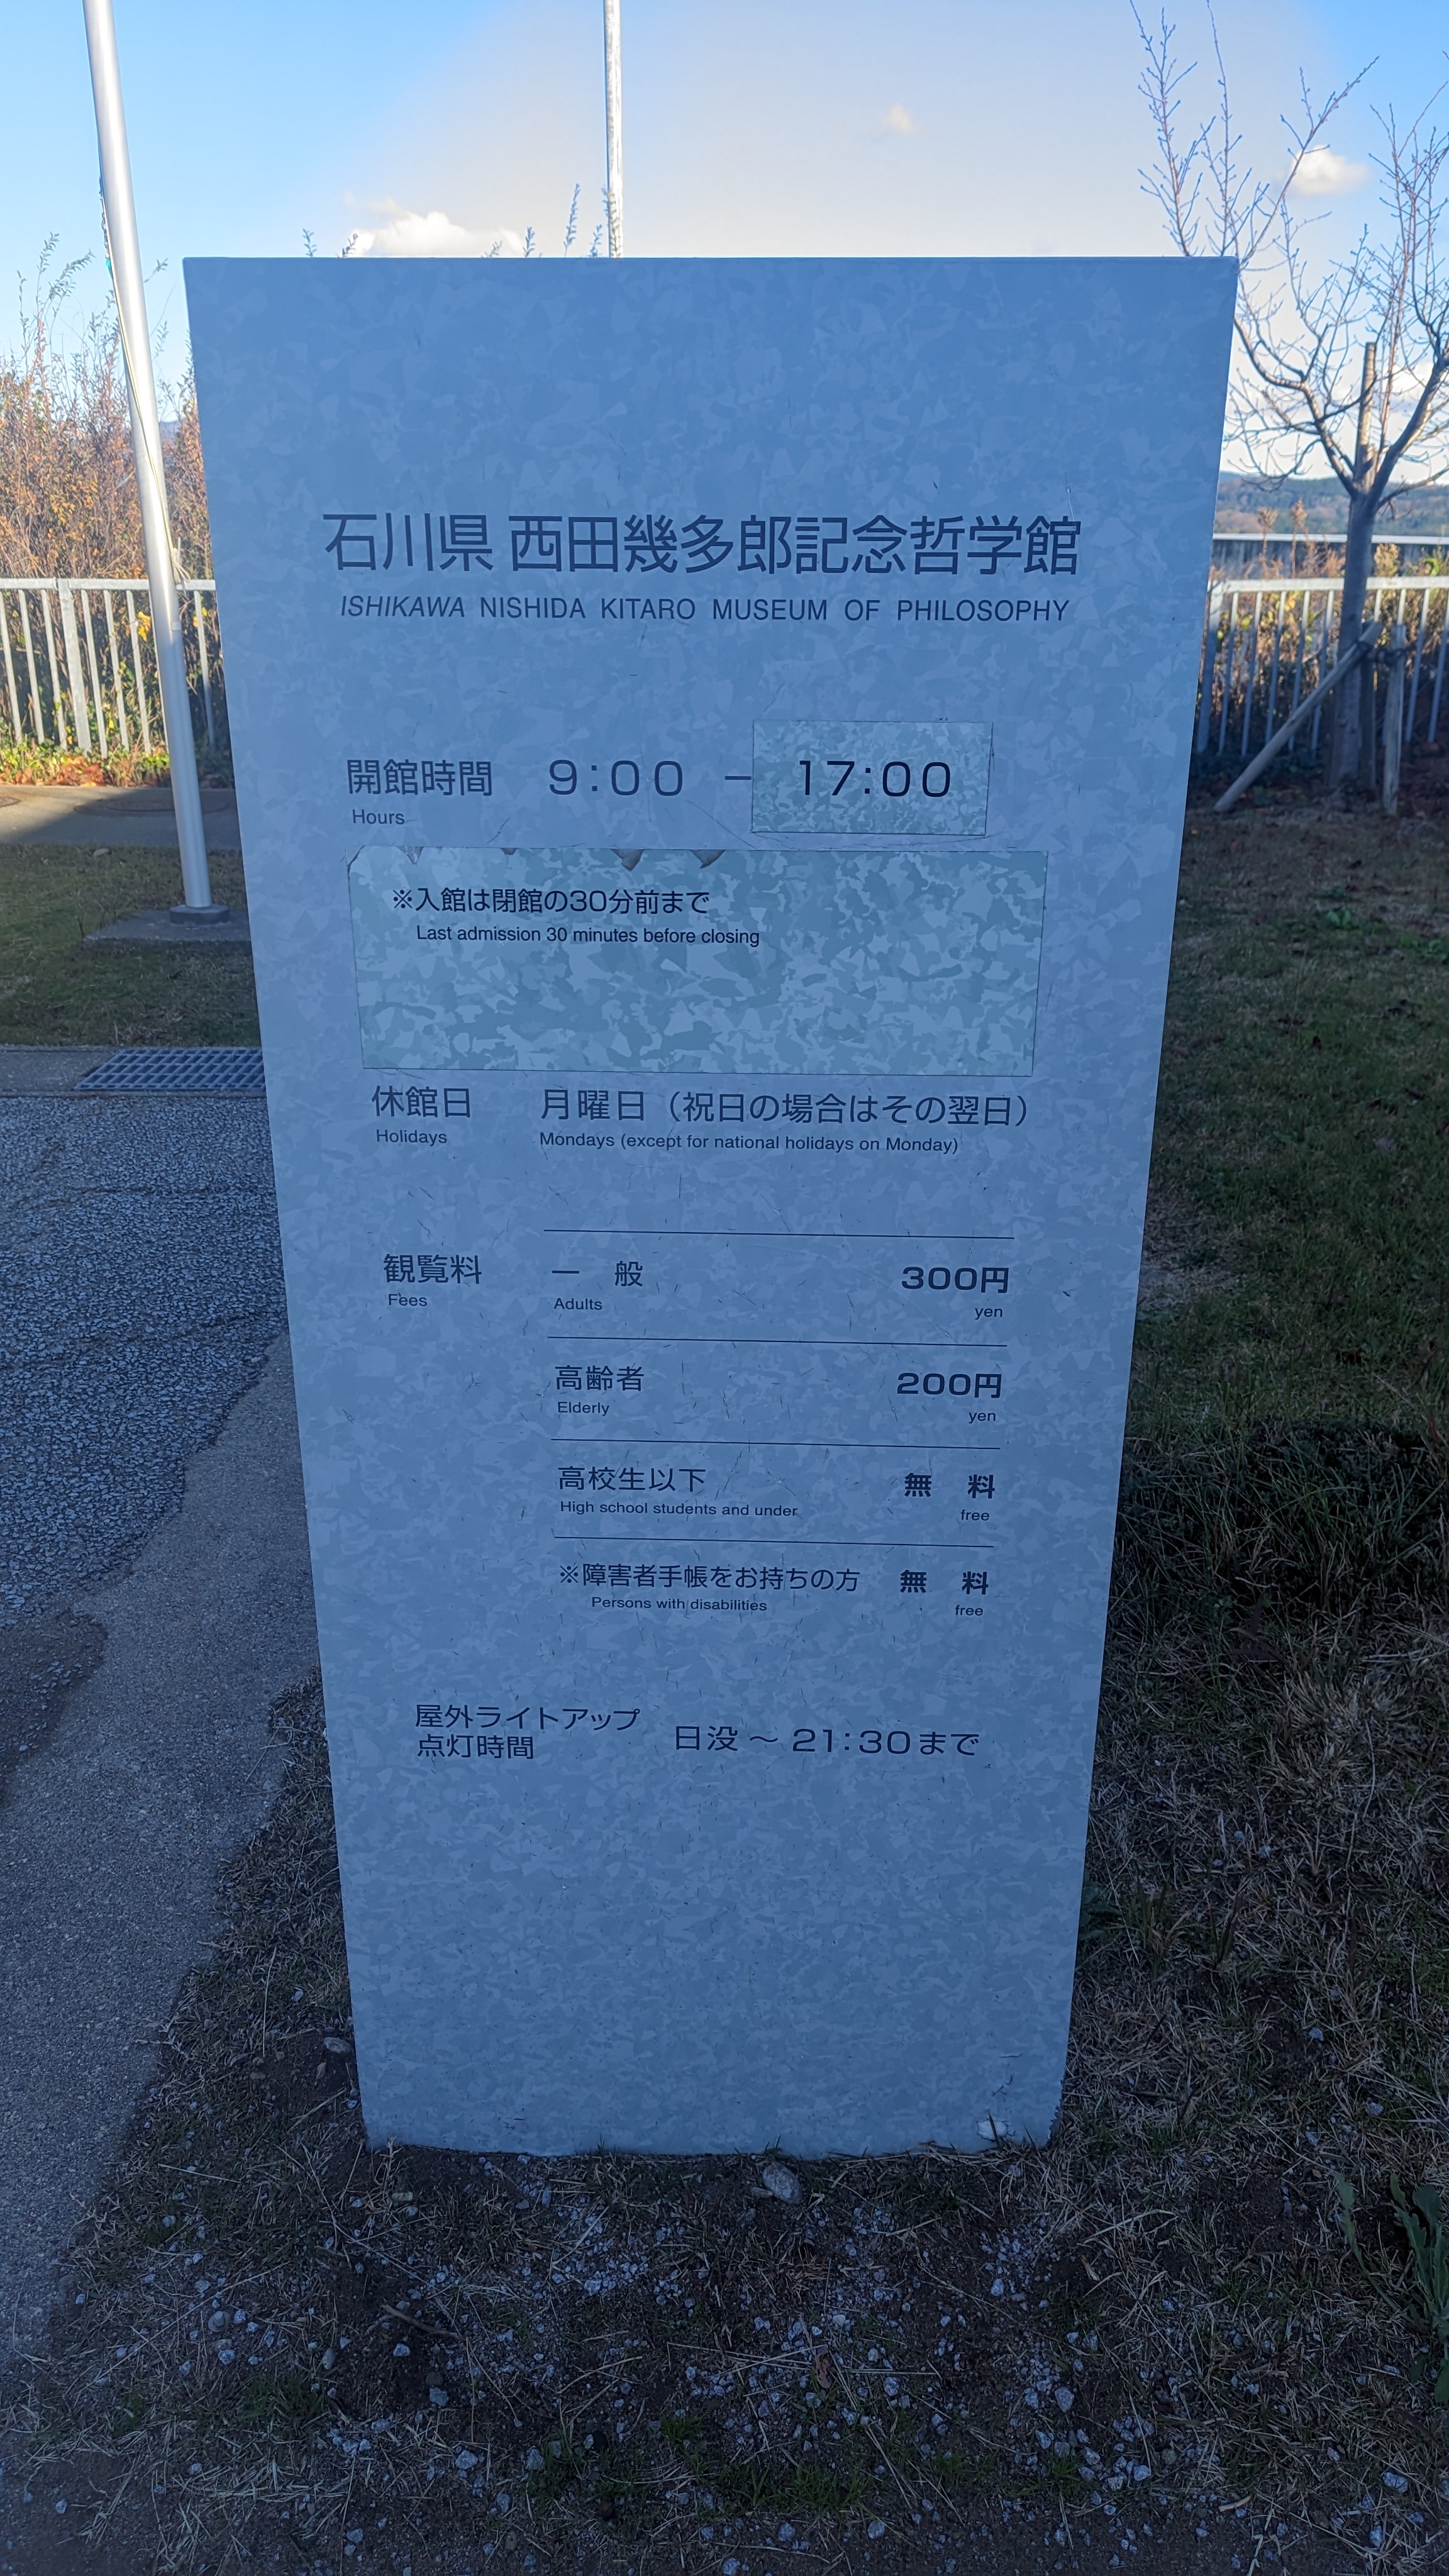 石川県 西田幾多郎記念哲学館
ISHIKAWA NISHIDA KITARO MUSEUM OF PHILOSOPHY
開館時間 9:00 － 17:00
Hours
※入館は閉館の30分前まで
Last admission 30 minutes before closing
休館日 月曜日（祝日の場合はその翌日）
Holidays Mondays (except for national holidays on Monday)
観覧料 一 般 300円
Fees Adults yen
高齢者 200円
Elderly yen
高校生以下 無 料
High school students and under free
※障害者手帳をお持ちの方 無 料
Persons with disabilities free
屋外ライトアップ
点灯時間 日没 ～ 21:30まで